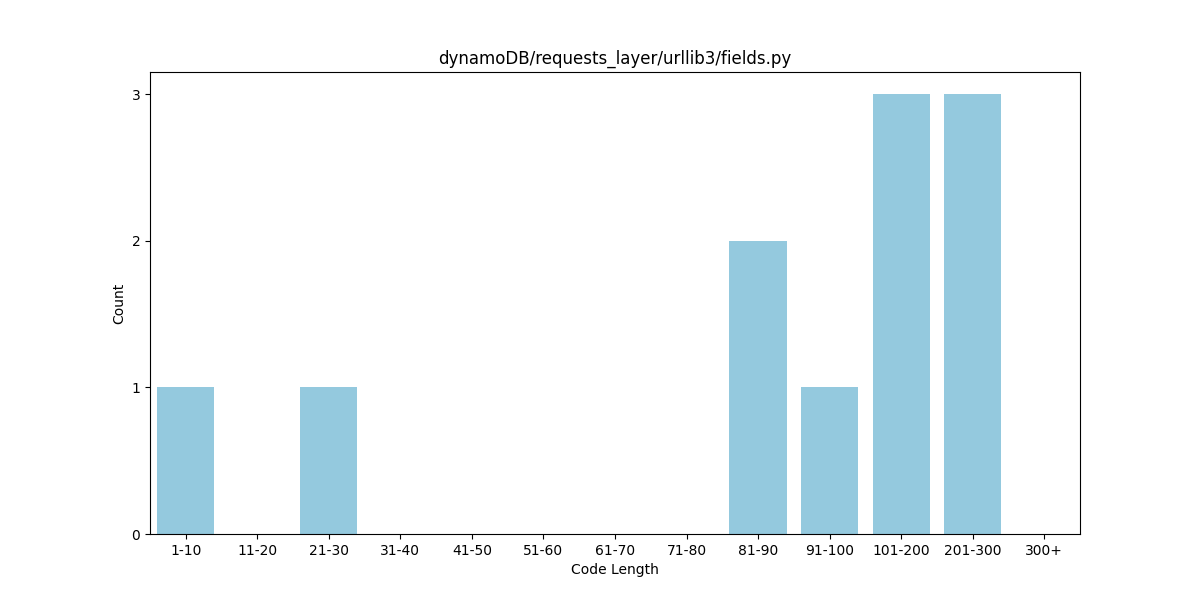 dynamoDB/requests_layer/urllib3/fields.py
3
2
1
0
Count
1-10 11-20 21-30 31-40 41-50 51-60 61-70 71-80 81-90 91-100 101-200 201-300 300+
Code Length